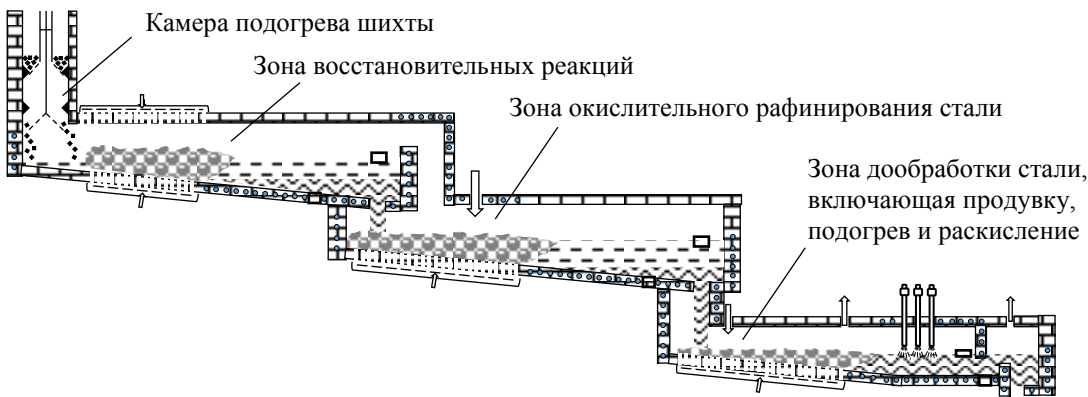 Камера подогрева шихты
Зона восстановительных реакций
Зона окислительного рафинирования стали
Зона дообработки стали,
включающая продувку,
подогрев и раскисление